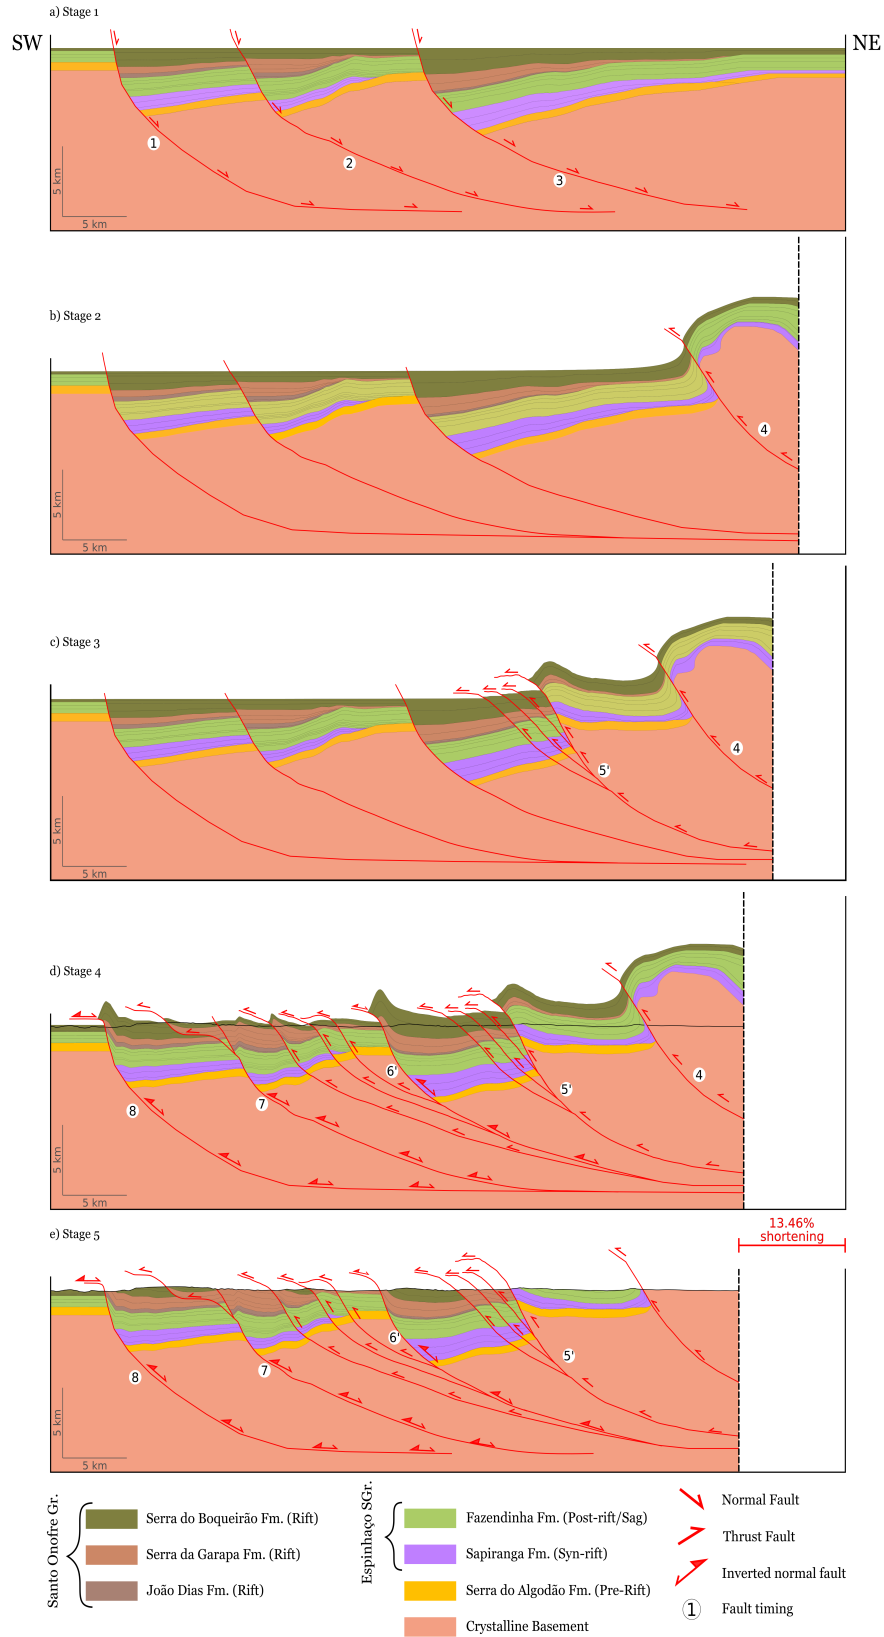 a) Stage 1
SW
NE
1
2
3
5 km
5 km
b) Stage 2
4
5 km
5 km
c) Stage 3
4
5'
5 km
5 km
d) Stage 4
6'
4
5'
8
7
5 km
5 km
13.46%
shortening
e) Stage 5
6'
5'
7
8
5 km
5 km
Santo Onofre Gr.
Serra do Boqueirão Fm. (Rift)
Serra da Garapa Fm. (Rift)
João Dias Fm. (Rift)
Espinhaço SGr.
Fazendinha Fm. (Post-rift/Sag)
Sapiranga Fm. (Syn-rift)
Serra do Algodão Fm. (Pre-Rift)
Crystalline Basement
Normal Fault
Thrust Fault
Inverted normal fault
1 Fault timing